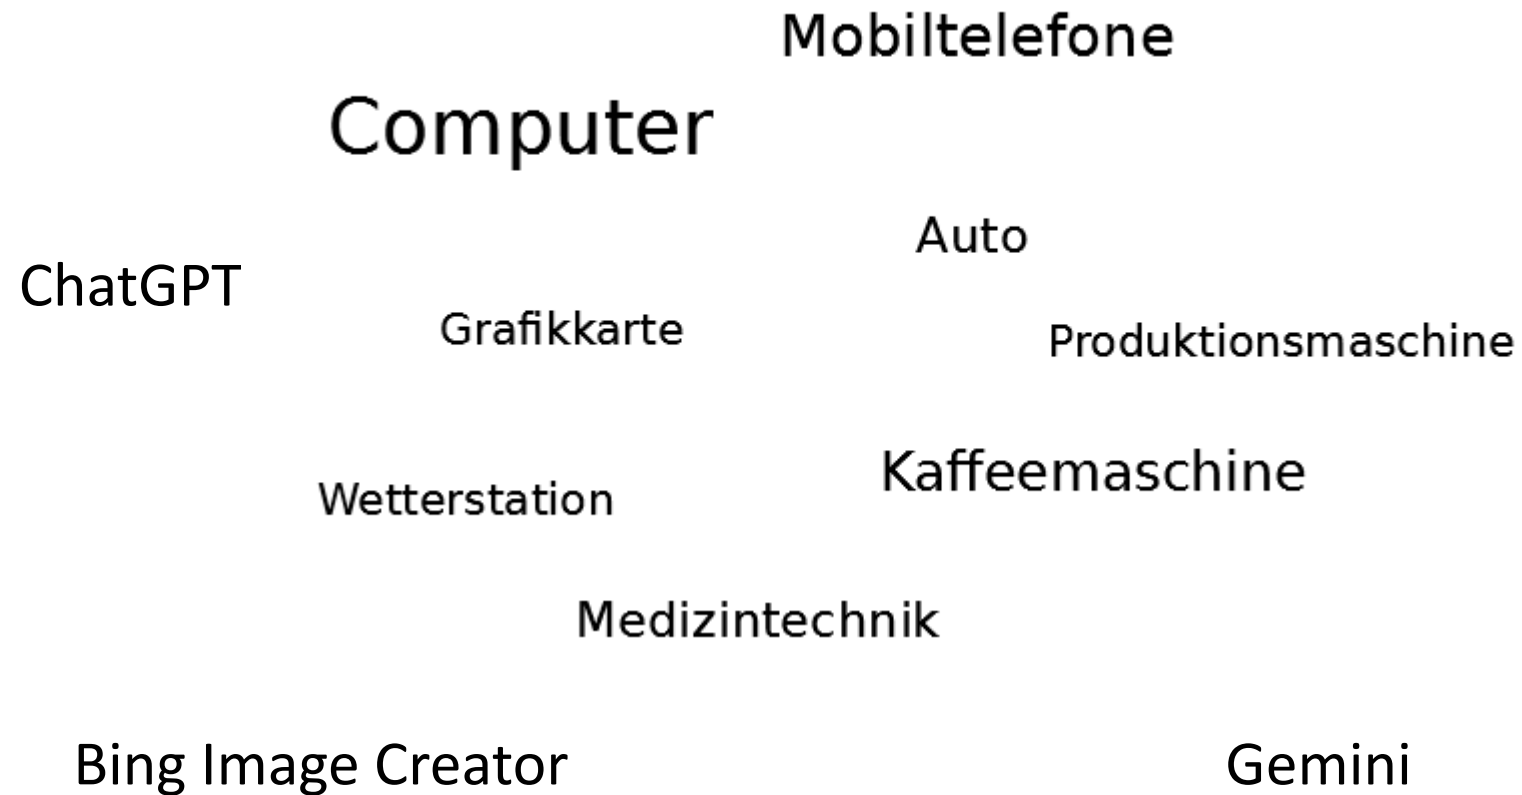 Mobiltelefone
Computer
Auto
ChatGPT
Grafikkarte
Produktionsmaschine
Kaffeemaschine
Wetterstation
Medizintechnik
Bing Image Creator
Gemini